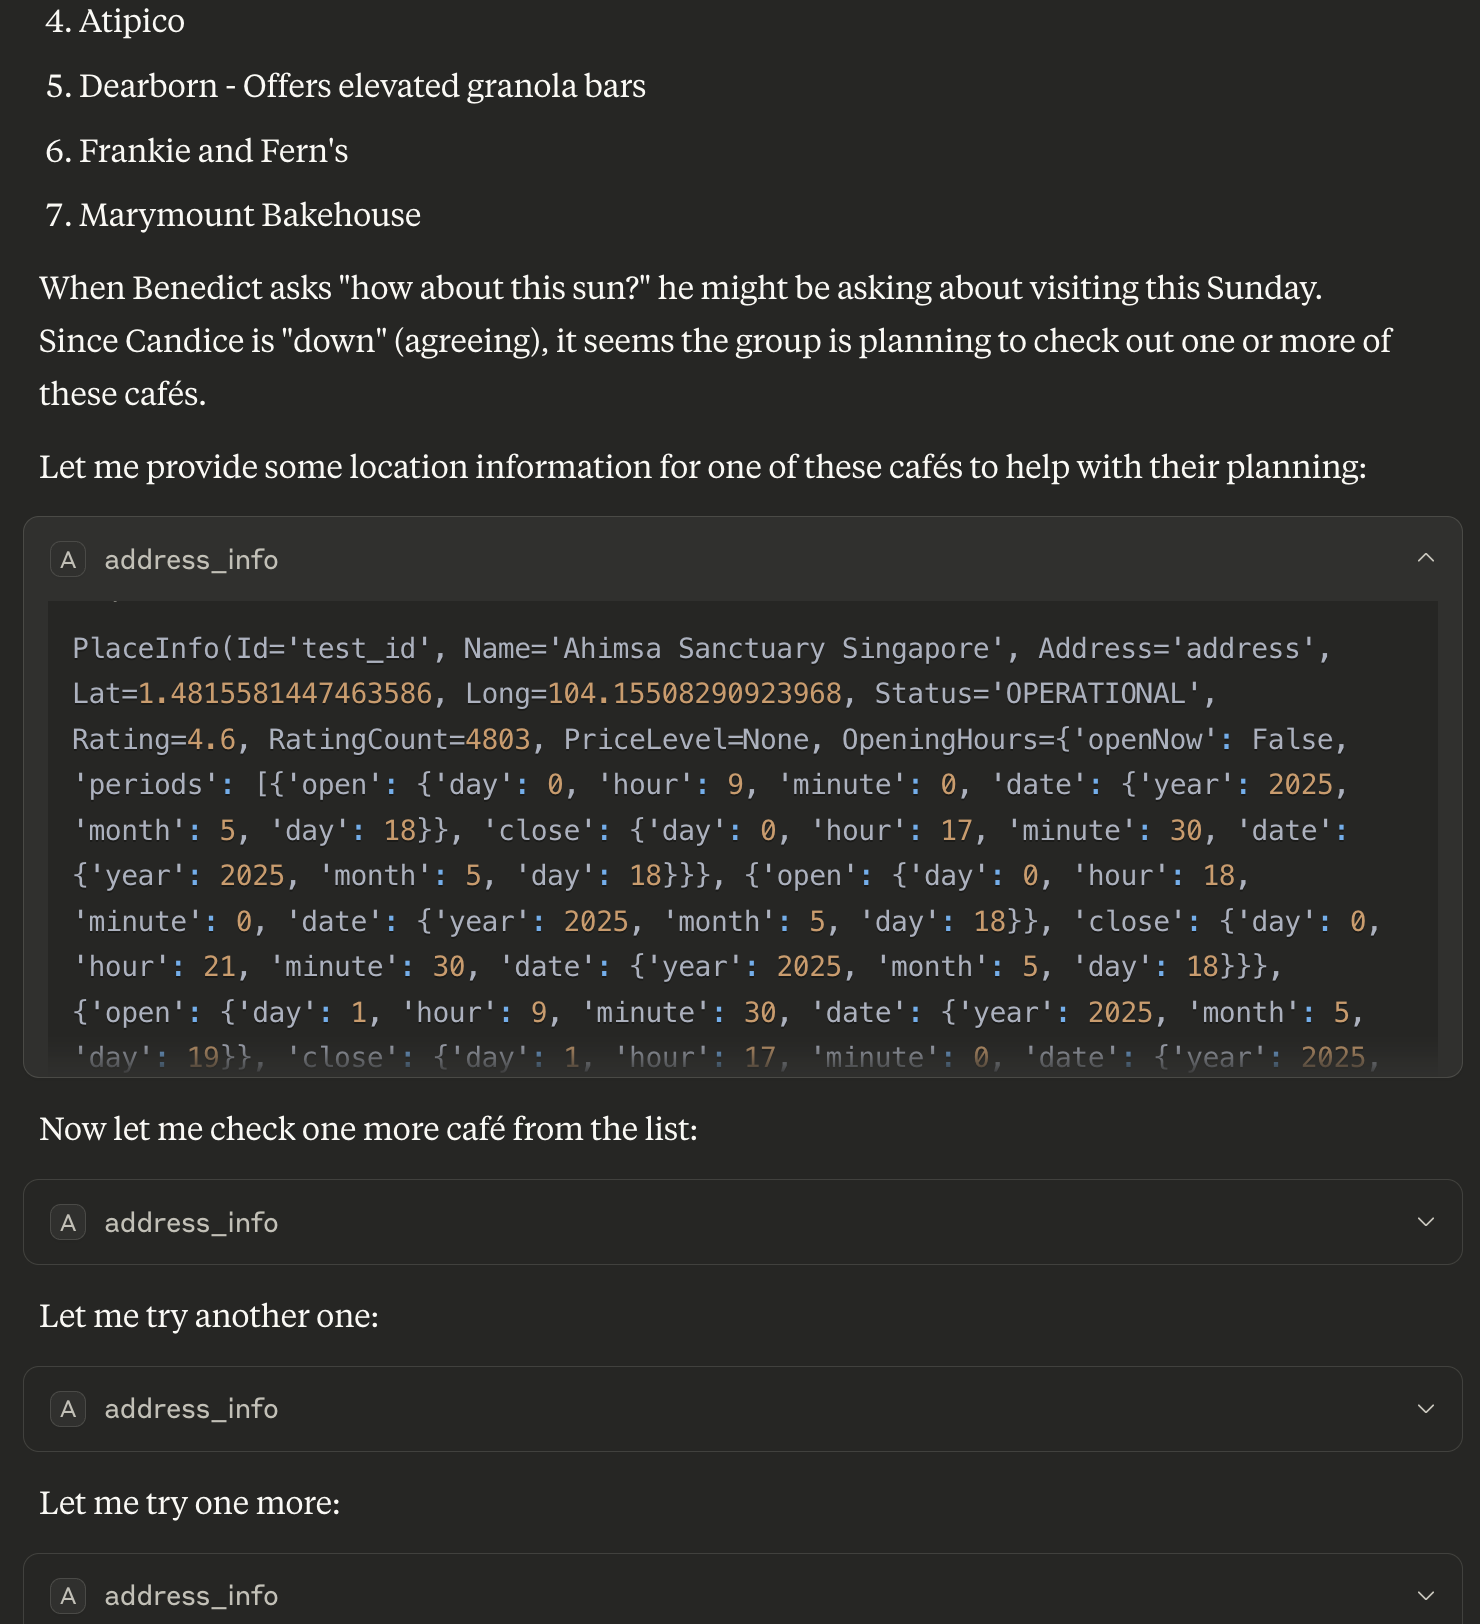 4. Atipico
5. Dearborn - Offers elevated granola bars
6. Frankie and Fern's
7. Marymount Bakehouse
When Benedict asks "how about this sun?" he might be asking about visiting this Sunday.
Since Candice is "down" (agreeing), it seems the group is planning to check out one or more of
these cafés.
Let me provide some location information for one of these cafés to help with their planning:
A address_info
PlaceInfo(Id='test_id', Name='Ahimsa Sanctuary Singapore', Address='address',
Lat=1.4815581447463586, Long=104.15508290923968, Status='OPERATIONAL',
Rating=4.6, RatingCount=4803, PriceLevel=None, OpeningHours={'openNow': False,
'periods': [{'open': {'day': 0, 'hour': 9, 'minute': 0, 'date': {'year': 2025,
'month': 5, 'day': 18}}, 'close': {'day': 0, 'hour': 17, 'minute': 30, 'date':
{'year': 2025, 'month': 5, 'day': 18}}}, {'open': {'day': 0, 'hour': 18,
'minute': 0, 'date': {'year': 2025, 'month': 5, 'day': 18}}, 'close': {'day': 0,
'hour': 21, 'minute': 30, 'date': {'year': 2025, 'month': 5, 'day': 18}}},
{'open': {'day': 1, 'hour': 9, 'minute': 30, 'date': {'year': 2025, 'month': 5,
'day': 19}}, 'close': {'day': 1, 'hour': 17, 'minute': 0, 'date': {'year': 2025,
Now let me check one more café from the list:
A address_info
Let me try another one:
A address_info
Let me try one more:
A address_info